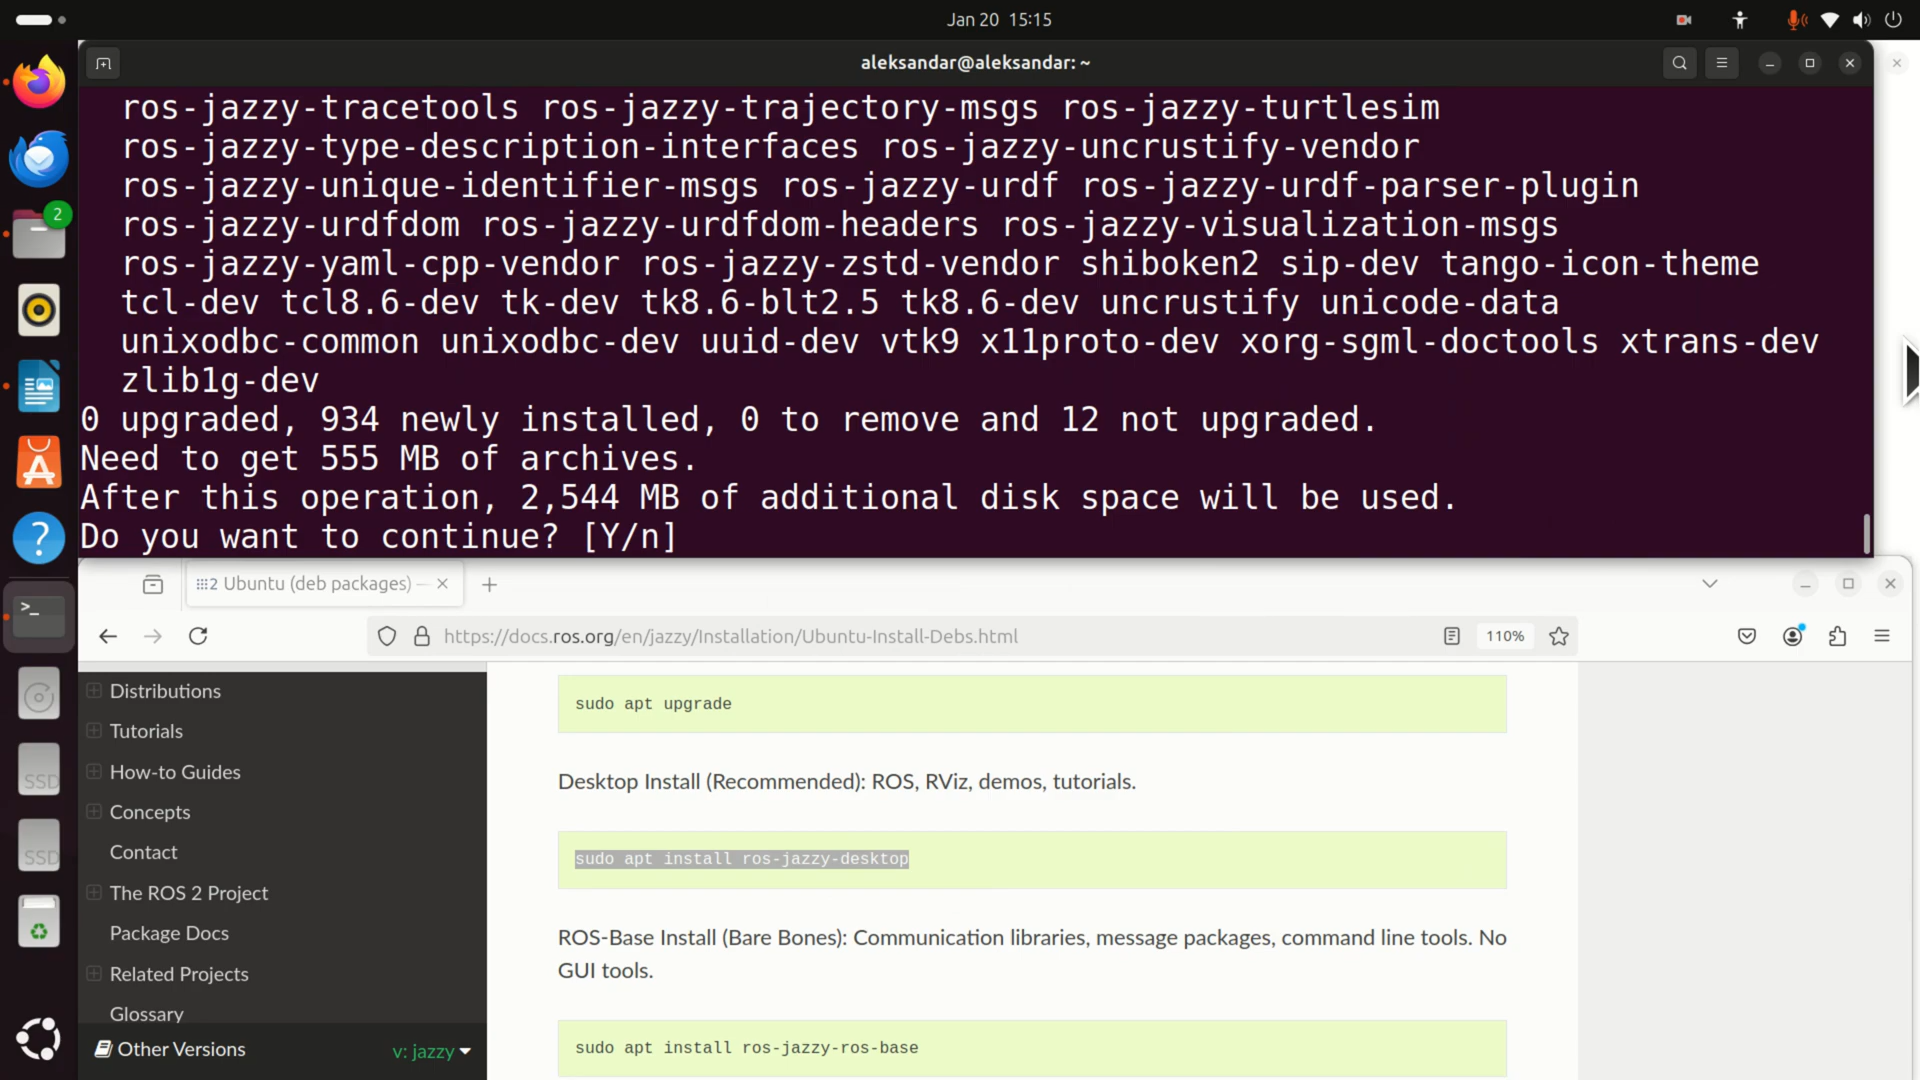 Jan 20 15:15
aleksandar@aleksandar: ~
ros-jazzy-tracetools ros-jazzy-trajectory-msgs ros-jazzy-turtlesim
ros-jazzy-type-description-interfaces ros-jazzy-uncrustify-vendor
ros-jazzy-unique-identifier-msgs ros-jazzy-urdf ros-jazzy-urdf-parser-plugin
ros-jazzy-urdfdom ros-jazzy-urdfdom-headers ros-jazzy-visualization-msgs
ros-jazzy-yaml-cpp-vendor ros-jazzy-zstd-vendor shiboken2 sip-dev tango-icon-theme
tcl-dev tcl8.6-dev tk-dev tk8.6-blt2.5 tk8.6-dev uncrustify unicode-data
unixodbc-common unixodbc-dev uuid-dev vtk9 x11proto-dev xorg-sgml-doctools xtrans-dev
zlib1g-dev
0 upgraded, 934 newly installed, 0 to remove and 12 not upgraded.
Need to get 555 MB of archives.
After this operation, 2,544 MB of additional disk space will be used.
Do you want to continue? [Y/n]
2
>_
SSD
SSD
Ubuntu (deb packages) —
https://docs.ros.org/en/jazzy/Installation/Ubuntu-Install-Debs.html
110%
Distributions
Tutorials
How-to Guides
Concepts
Contact
The ROS 2 Project
Package Docs
Related Projects
Glossary
Other Versions
v: jazzy
sudo apt upgrade
Desktop Install (Recommended): ROS, RViz, demos, tutorials.
sudo apt install ros-jazzy-desktop
ROS-Base Install (Bare Bones): Communication libraries, message packages, command line tools. No
GUI tools.
sudo apt install ros-jazzy-ros-base